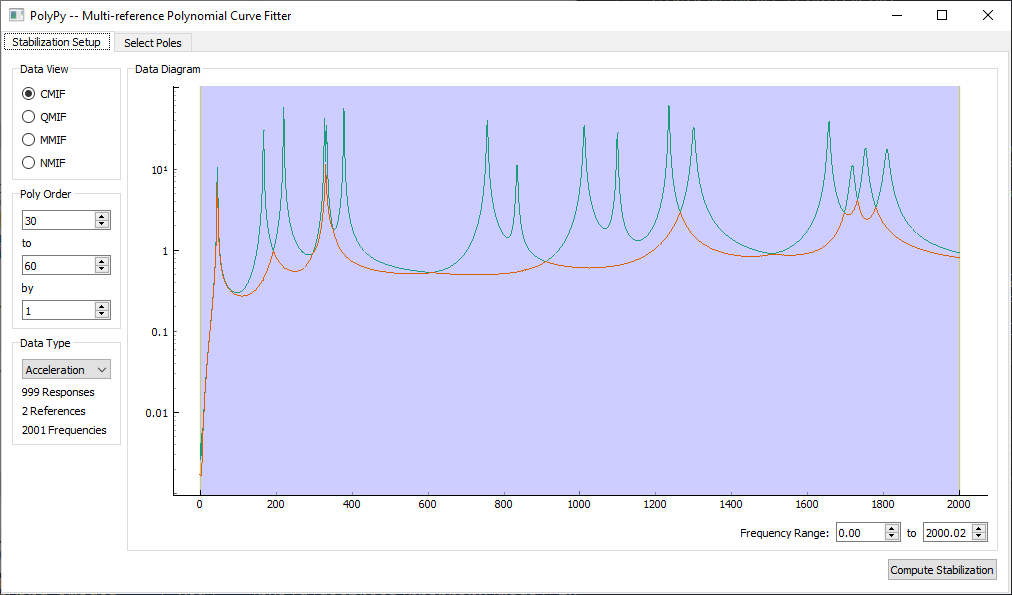 PolyPy -- Multi-reference Polynomial Curve Fitter
Stabilization Setup
Select Poles
Data View
CMIF
QMIF
MMIF
NMIF
Poly Order
30
to
60
by
1
Data Type
Acceleration
999 Responses
2 References
2001 Frequencies
Data Diagram
10¹
1
0.1
0.01
0 200 400 600 800 1000 1200 1400 1600 1800 2000
Frequency Range: 0.00 to 2000.02
Compute Stabilization